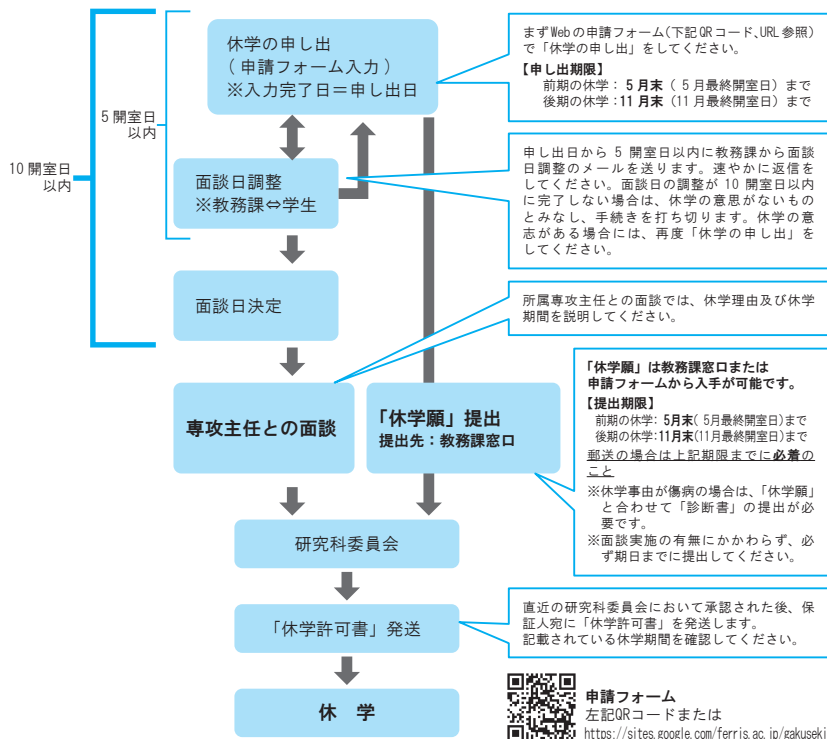 休学の申し出
(申請フォーム入力)
※入力完了日＝申し出日
まずWebの申請フォーム(下記QRコード、URL参照)
で「休学の申し出」をしてください。
【申し出期限】
前期の休学：5月末（5月最終開室日）まで
後期の休学：11月末（11月最終開室日）まで
5開室日
以内
10開室日
以内
面談日調整
※教務課⇔学生
申し出日から5開室日以内に教務課から面談
日調整のメールを送ります。速やかに返信を
してください。面談日の調整が10開室日以内
に完了しない場合は、休学の意思がないもの
とみなし、手続きを打ち切ります。休学の意
志がある場合には、再度「休学の申し出」を
してください。
面談日決定
所属専攻主任との面談では、休学理由及び休学
期間を説明してください。
専攻主任との面談
「休学願」提出
提出先：教務課窓口
「休学願」は教務課窓口または
申請フォームから入手が可能です。
【提出期限】
前期の休学：5月末(5月最終開室日)まで
後期の休学：11月末(11月最終開室日)まで
郵送の場合は上記期限までに必着の
こと
※休学事由が傷病の場合は、「休学願」
と合わせて「診断書」の提出が必
要です。
※面談実施の有無にかかわらず、必
ず期日までに提出してください。
研究科委員会
「休学許可書」発送
直近の研究科委員会において承認された後、保
証人宛に「休学許可書」を発送します。
記載されている休学期間を確認してください。
休 学
申請フォーム
左記QRコードまたは
https://sites.google.com/ferris.ac.jp/gakuseki